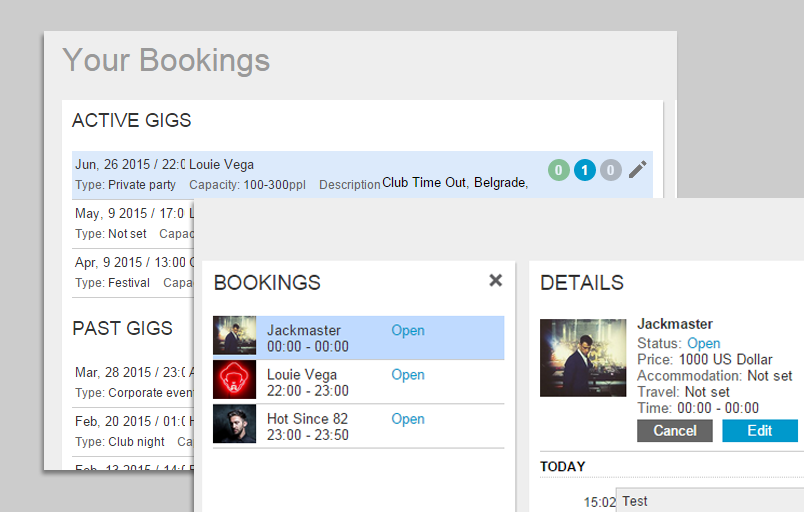 Your Bookings
ACTIVE GIGS
Jun, 26 2015 / 22:0 Louie Vega
0 1 0
Type: Private party Capacity: 100-300ppl Description Club Time Out, Belgrade,
May, 9 2015 / 17:0
Type: Not set Capac
Apr, 9 2015 / 13:00
Type: Festival Capa
PAST GIGS
Mar, 28 2015 / 23:0
Type: Corporate even
Feb, 20 2015 / 01:0
Type: Club night Ca
Feb, 13 2015 / 14:0
BOOKINGS
Jackmaster Open
00:00 - 00:00
Louie Vega Open
22:00 - 23:00
Hot Since 82 Open
23:00 - 23:50
DETAILS
Jackmaster
Status: Open
Price: 1000 US Dollar
Accommodation: Not set
Travel: Not set
Time: 00:00 - 00:00
Cancel Edit
TODAY
15:02 Test